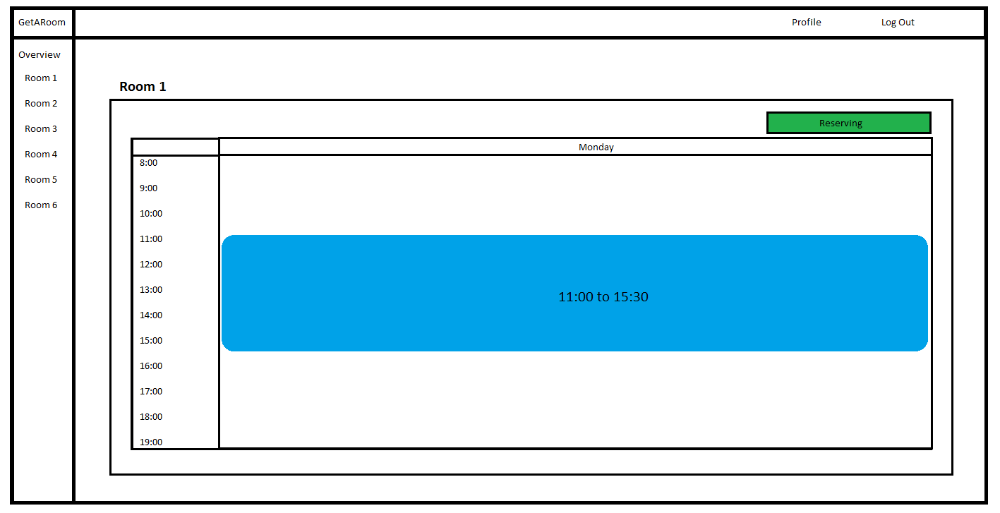 GetARoom
Profile
Log Out
Overview
Room 1
Room 2
Room 3
Room 4
Room 5
Room 6
Room 1
Reserving
Monday
8:00
9:00
10:00
11:00
12:00
13:00
14:00
15:00
16:00
17:00
18:00
19:00
11:00 to 15:30